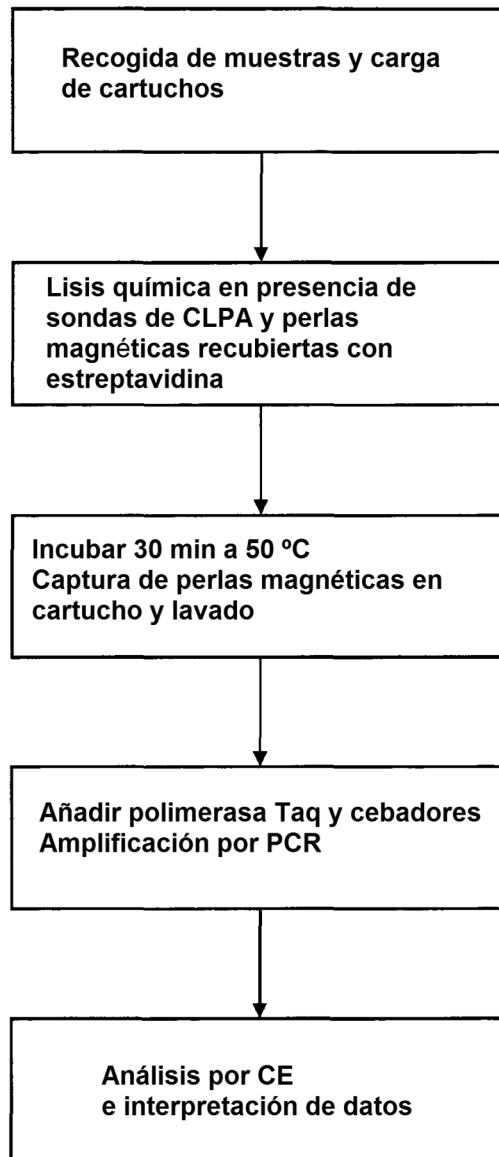 Recogida de muestras y carga
de cartuchos
Lisis química en presencia de
sondas de CLPA y perlas
magnéticas recubiertas con
estreptavidina
Incubar 30 min a 50 ºC
Captura de perlas magnéticas en
cartucho y lavado
Añadir polimerasa Taq y cebadores
Amplificación por PCR
Análisis por CE
e interpretación de datos